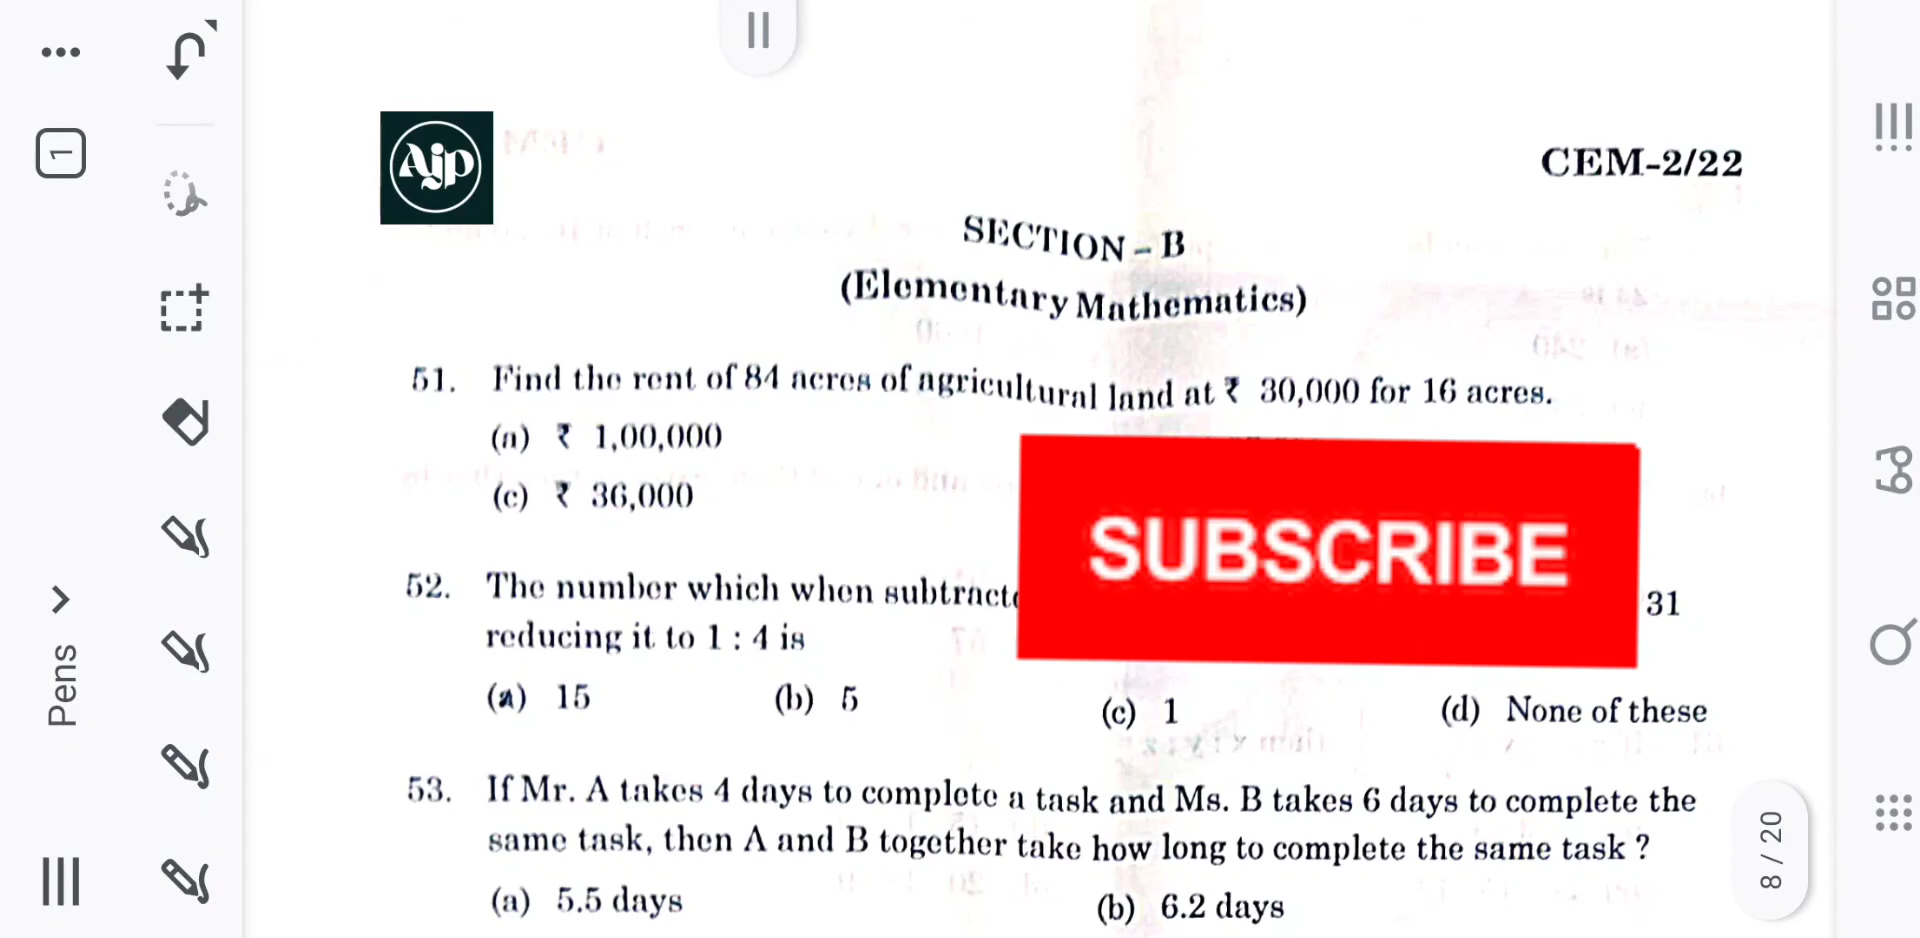 Ajp
CEM-2/22
SECTION – B
(Elementary Mathematics)
51. Find the rent of 84 acres of agricultural land at ₹ 30,000 for 16 acres.
(a) ₹ 1,00,000
(c) ₹ 36,000
SUBSCRIBE
52. The number which when 31
reducing it to 1 : 4 is
(a) 15 (b) 5 (c) 1 (d) None of these
53. If Mr. A takes 4 days to complete a task and Ms. B takes 6 days to complete the
same task, then A and B together take how long to complete the same task ?
(a) 5.5 days (b) 6.2 days
1
Pens
8 / 20